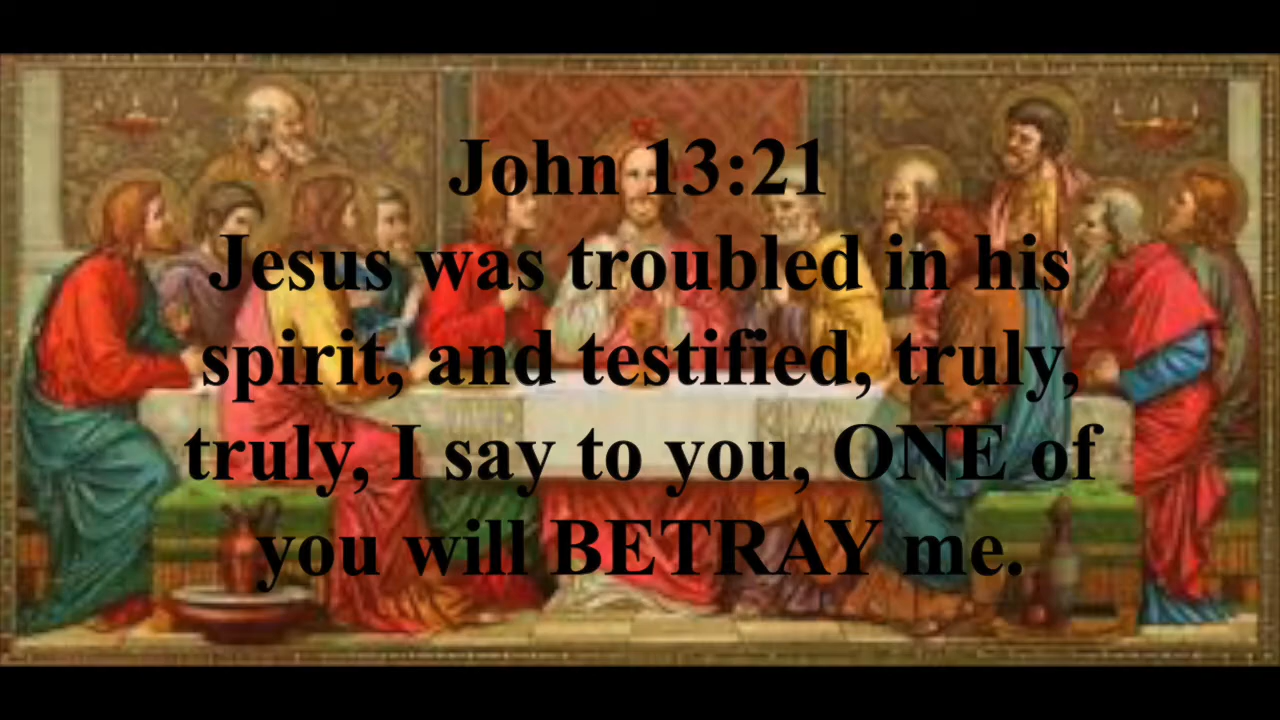 John 13:21
Jesus was troubled in his
spirit, and testified, truly,
truly, I say to you, ONE of
you will BETRAY me.